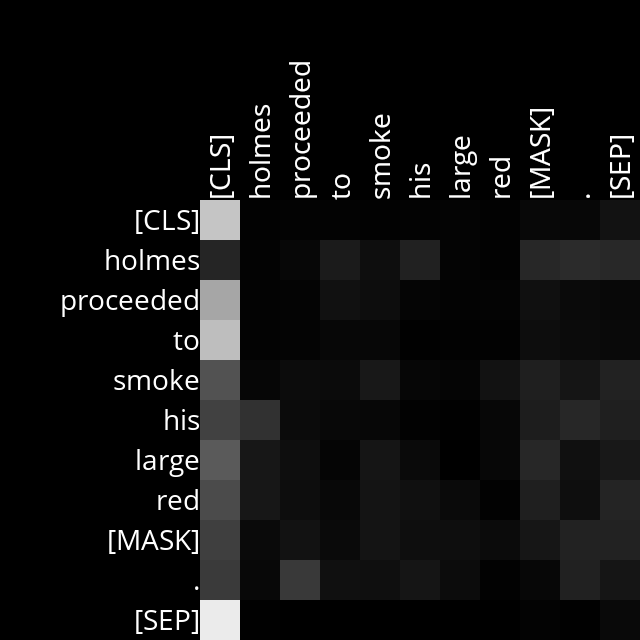 [CLS] holmes proceeded to smoke his large red [MASK] . [SEP]
[CLS]
holmes
proceeded
to
smoke
his
large
red
[MASK]
.
[SEP]